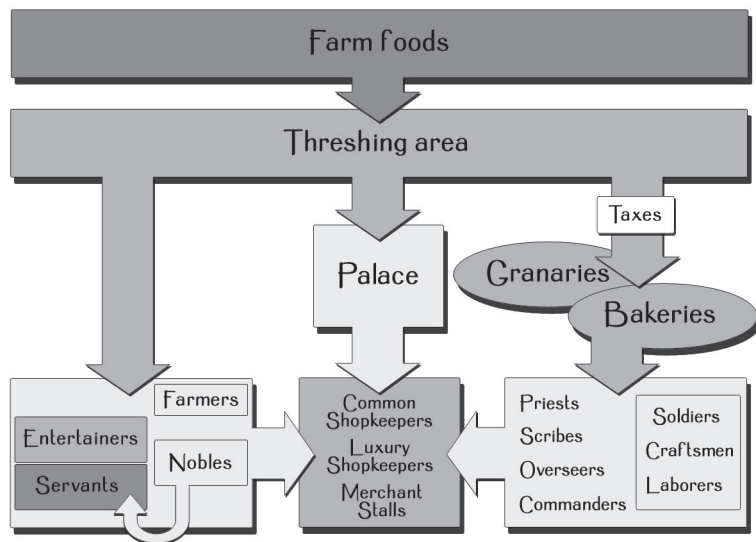 Farm foods
Threshing area
Taxes
Granaries
Palace
Bakeries
Farmers
Entertainers
Nobles
Servants
Common
Shopkeepers
Luxury
Shopkeepers
Merchant
Stalls
Priests
Scribes
Overseers
Commanders
Soldiers
Craftsmen
Laborers